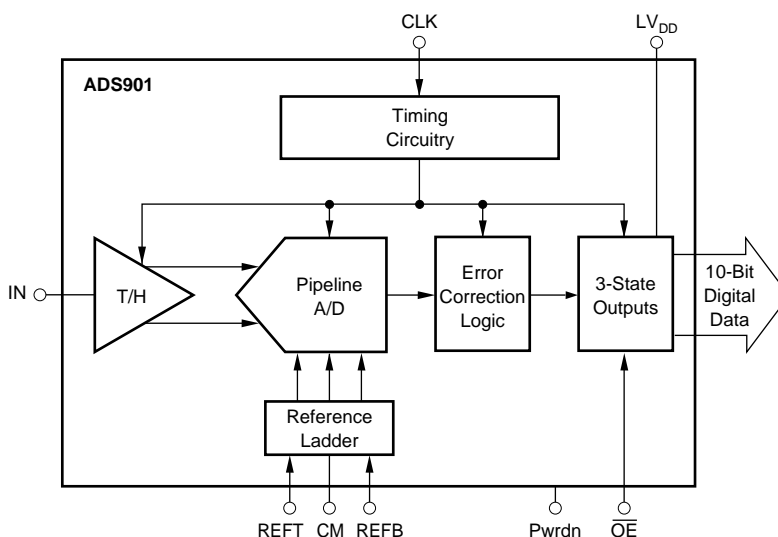 CLK
LVDD
ADS901
Timing
Circuitry
IN
T/H
Pipeline
A/D
Error
Correction
Logic
3-State
Outputs
10-Bit
Digital
Data
Reference
Ladder
REFT
CM
REFB
Pwrdn
O̅E̅